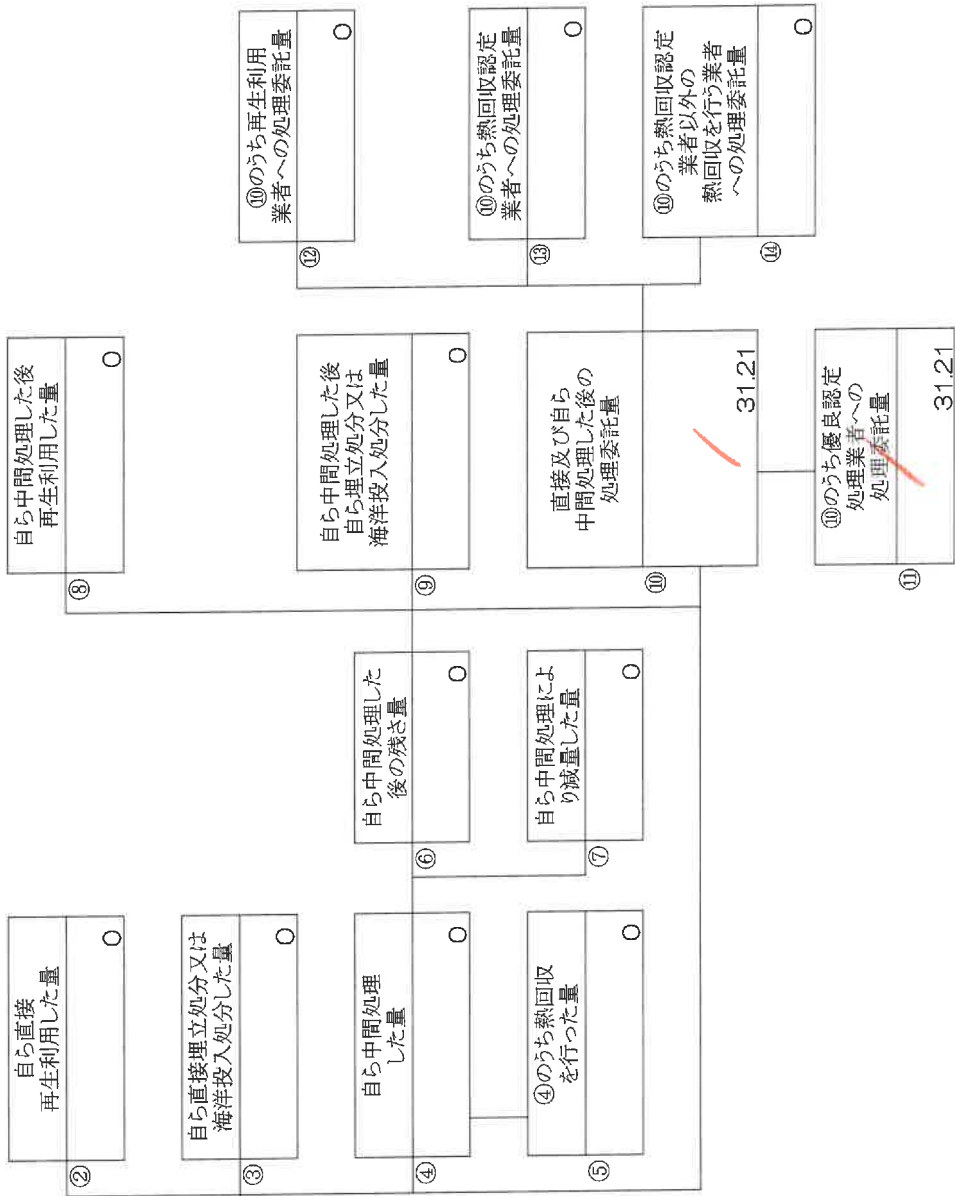 ②
自ら直接
再生利用した量
0
③
自ら直接埋立処分又は
海洋投入処分した量
0
④
自ら中間処理
した量
0
⑤
④のうち熱回収
を行った量
0
⑥
自ら中間処理した
後の残さ量
0
⑦
自ら中間処理によ
り減量した量
0
⑧
自ら中間処理した後
再生利用した量
0
⑨
自ら中間処理した後
自ら埋立処分又は
海洋投入処分した量
0
⑩
直接及び自ら
中間処理した後の
処理委託量
31.21
⑪
⑩のうち優良認定
処理業者への
処理委託量
31.21
⑫
⑩のうち再生利用
業者への処理委託量
0
⑬
⑩のうち熱回収認定
業者への処理委託量
0
⑭
⑩のうち熱回収認定
業者以外の
熱回収を行う業者
への処理委託量
0